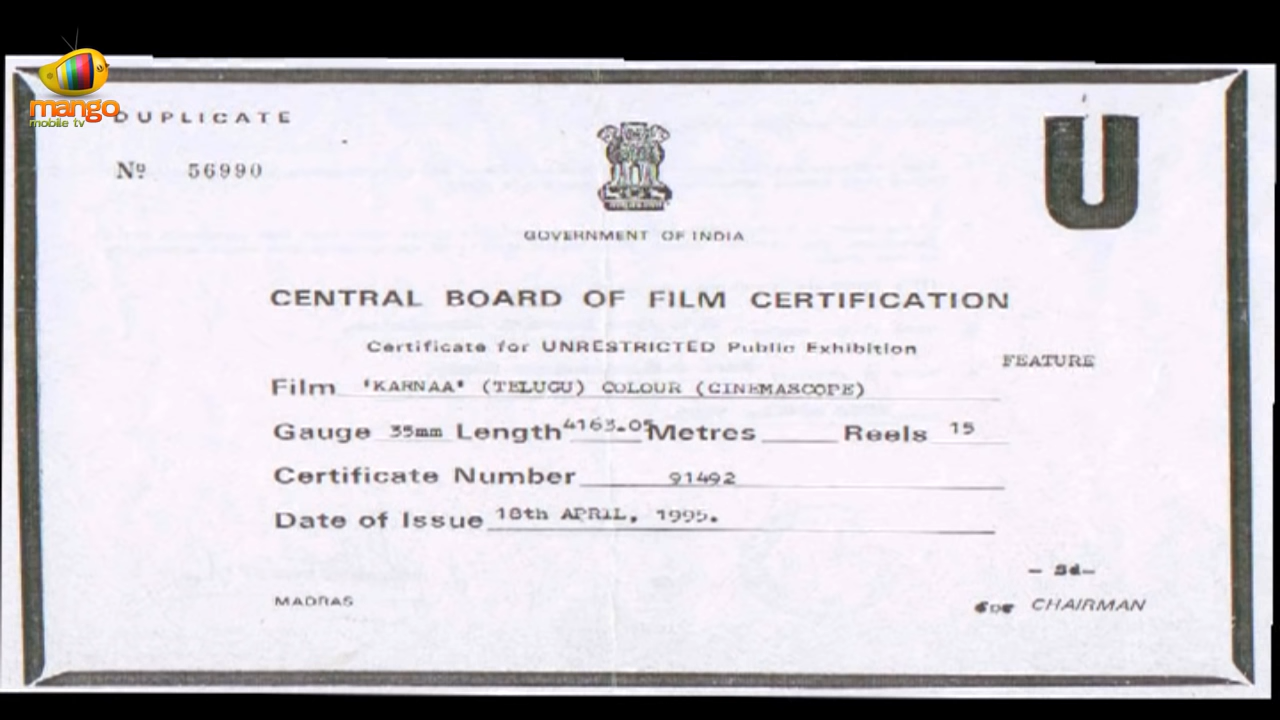 mango
mobile tv
DUPLICATE
Nº 56990
U
GOVERNMENT OF INDIA
CENTRAL BOARD OF FILM CERTIFICATION
Certificate for UNRESTRICTED Public Exhibition
FEATURE
Film 'KARNAA' (TELUGU) COLOUR (CINEMASCOPE)
Gauge 35mm Length 4163.05 Metres Reels 15
Certificate Number 91492
Date of Issue 18th APRIL, 1995.
- Sd-
MADRAS
for CHAIRMAN